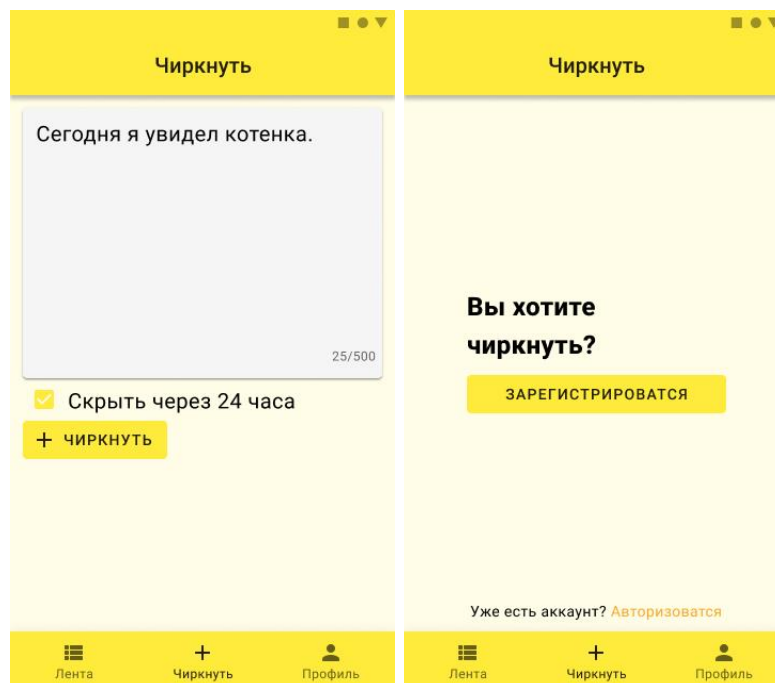 Чиркнуть
Сегодня я увидел котенка.
25/500
Скрыть через 24 часа
+ ЧИРКНУТЬ
Лента
Чиркнуть
Профиль
Чиркнуть
Вы хотите
чиркнуть?
ЗАРЕГИСТРИРОВАТСЯ
Уже есть аккаунт? Авторизоватся
Лента
Чиркнуть
Профиль